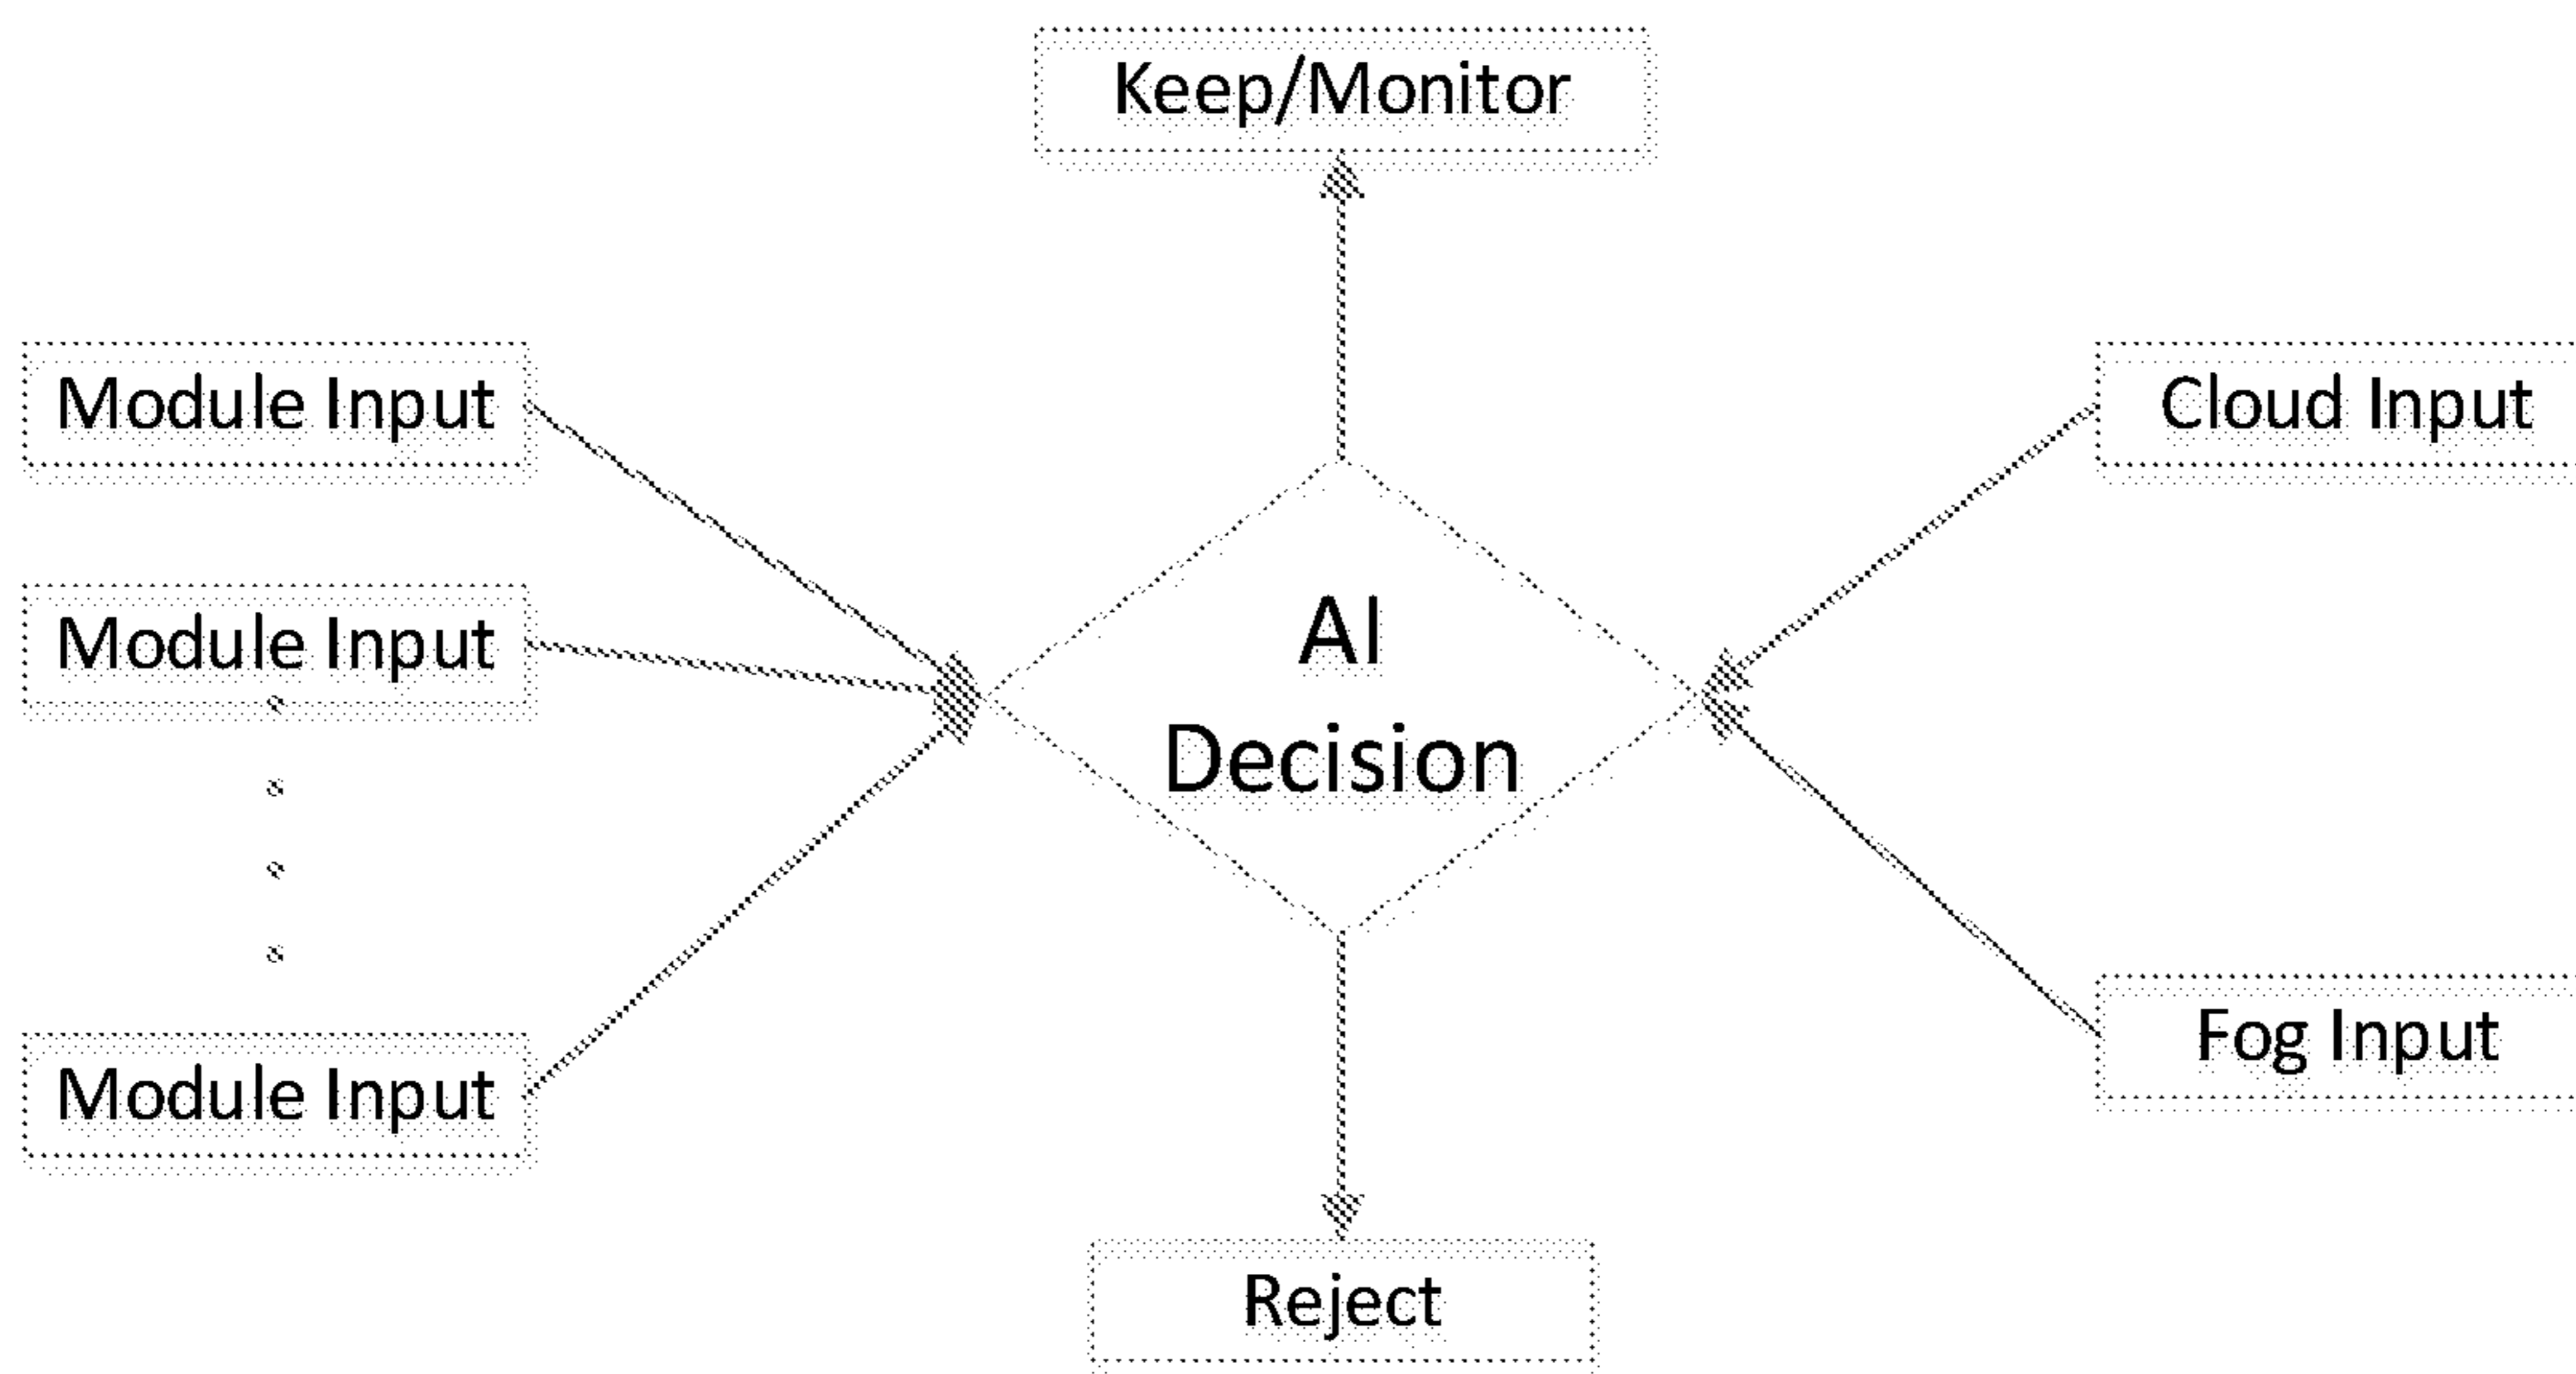 Keep/Monitor
Module Input
Cloud Input
Module Input
AI
Decision
Module Input
Fog Input
Reject